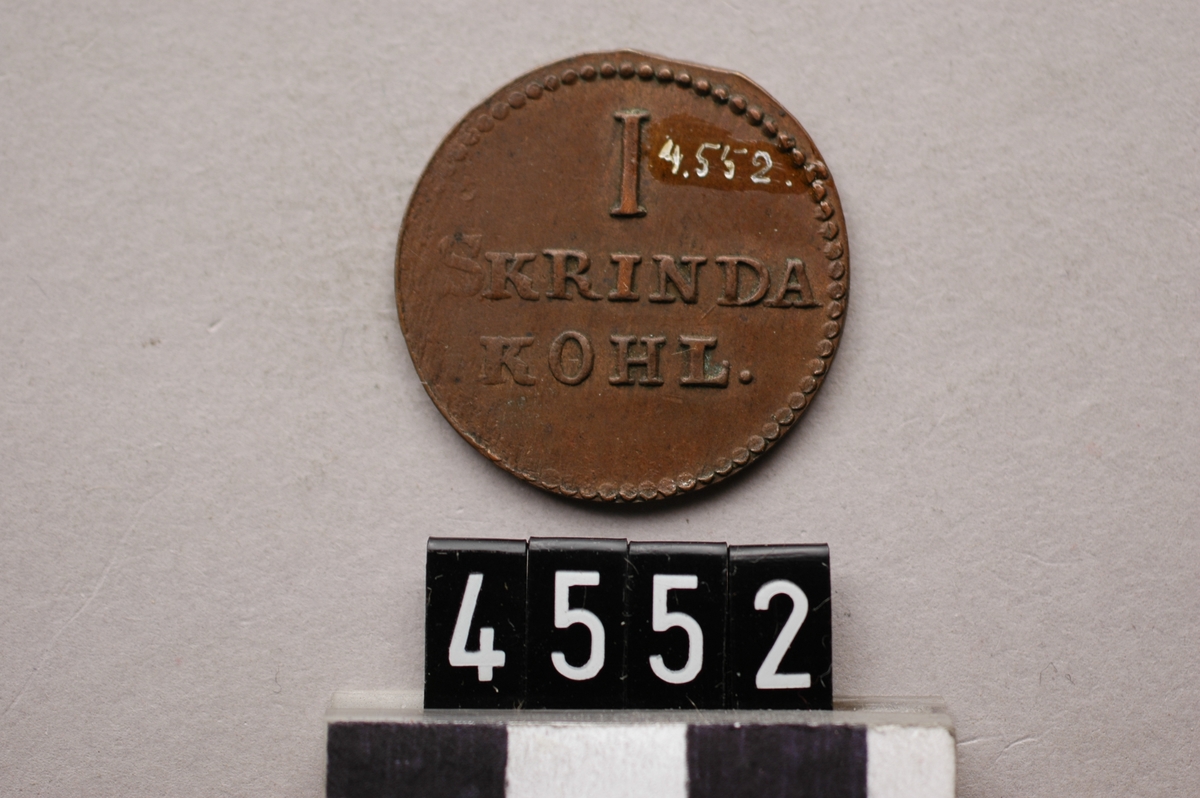 I
4.552.
SKRINDA
KOHL.
4552